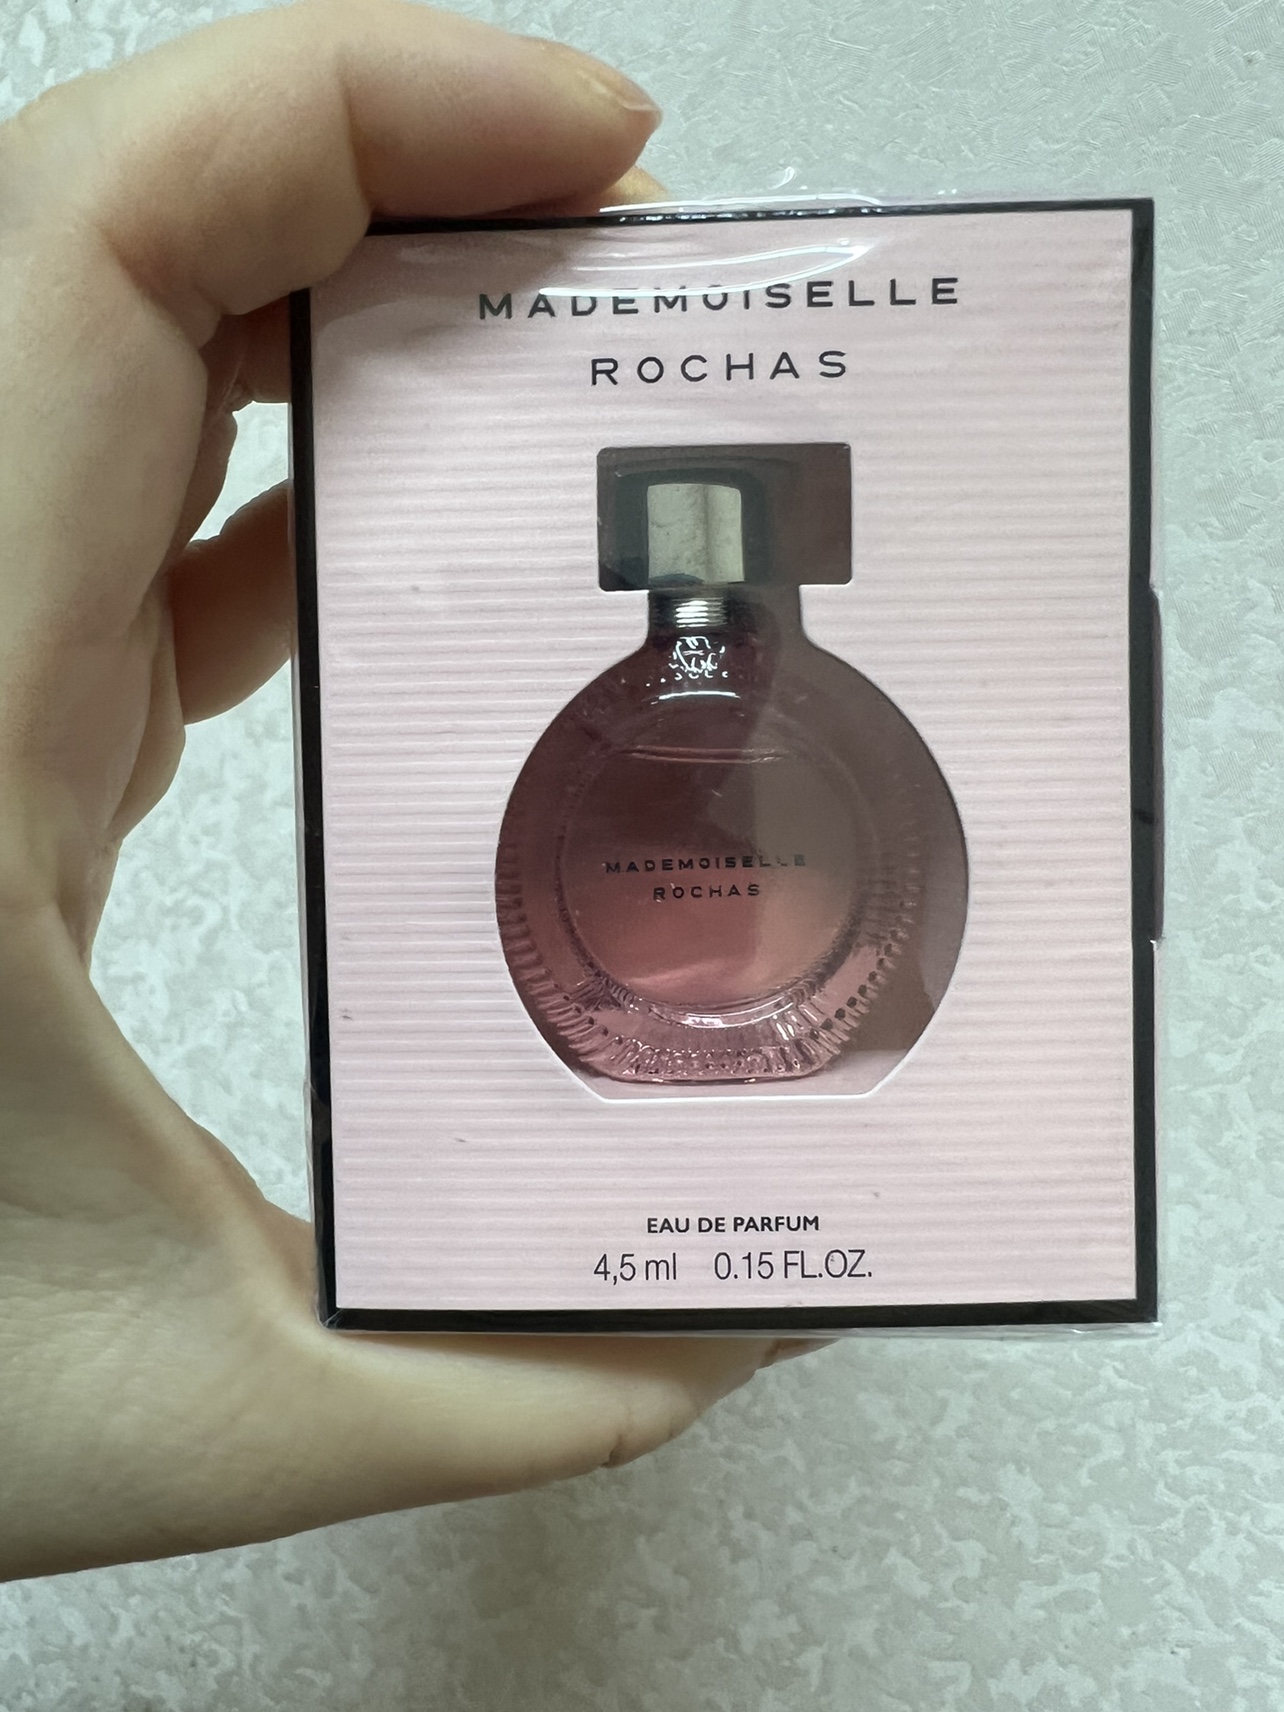 MADEMOISELLE
ROCHAS
MADEMOISELLE
ROCHAS
EAU DE PARFUM
4,5 ml 0.15 FL.OZ.